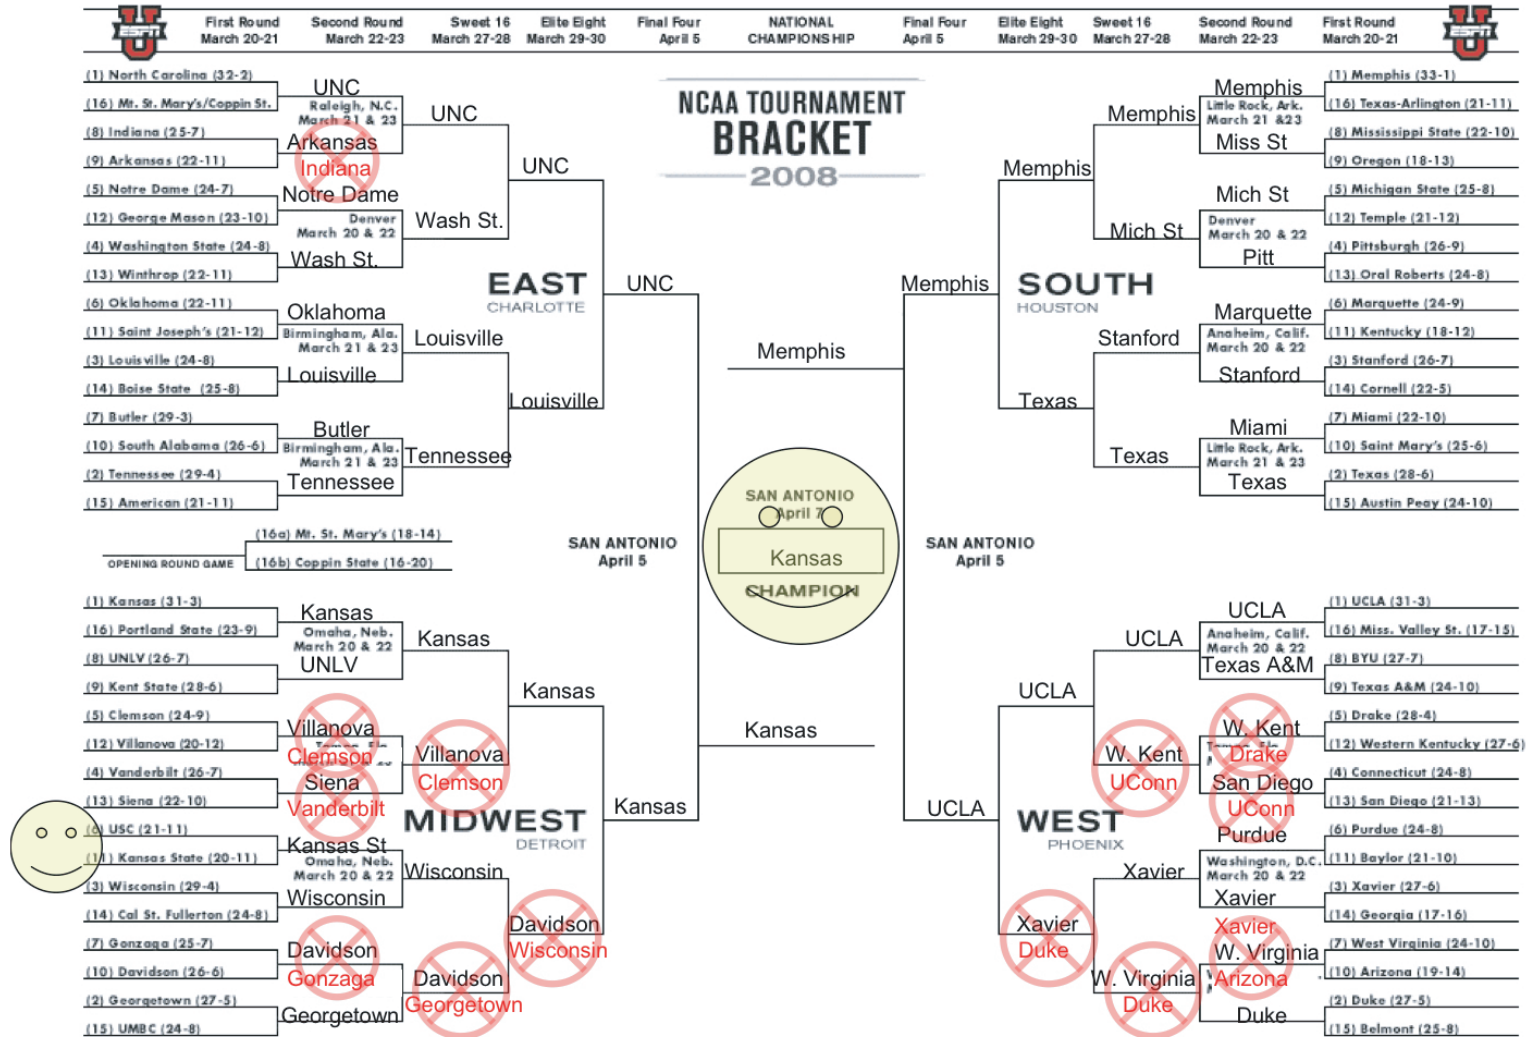 First Round
March 20-21
Second Round
March 22-23
Sweet 16
March 27-28
Elite Eight
March 29-30
Final Four
April 5
NATIONAL
CHAMPIONSHIP
Final Four
April 5
Elite Eight
March 29-30
Sweet 16
March 27-28
Second Round
March 22-23
First Round
March 20-21
U
ESPN
U
ESPN
NCAA TOURNAMENT
BRACKET
2008
(1) North Carolina (32-2)
(16) Mt. St. Mary's/Coppin St.
(8) Indiana (25-7)
(9) Arkansas (22-11)
(5) Notre Dame (24-7)
(12) George Mason (23-10)
(4) Washington State (24-8)
(13) Winthrop (22-11)
(6) Oklahoma (22-11)
(11) Saint Joseph's (21-12)
(3) Louisville (24-8)
(14) Boise State (25-8)
(7) Butler (29-3)
(10) South Alabama (26-6)
(2) Tennessee (29-4)
(15) American (21-11)
UNC
Raleigh, N.C.
March 21 & 23
Arkansas
Indiana
Notre Dame
Denver
March 20 & 22
Wash St.
Oklahoma
Birmingham, Ala.
March 21 & 23
Louisville
Butler
Birmingham, Ala.
March 21 & 23
Tennessee
UNC
Wash St.
Louisville
Tennessee
UNC
Louisville
EAST
CHARLOTTE
UNC
(16a) Mt. St. Mary's (18-14)
OPENING ROUND GAME
(16b) Coppin State (16-20)
SAN ANTONIO
April 5
(1) Kansas (31-3)
(16) Portland State (23-9)
(8) UNLV (26-7)
(9) Kent State (28-6)
(5) Clemson (24-9)
(12) Villanova (20-12)
(4) Vanderbilt (26-7)
(13) Siena (22-10)
(6) USC (21-11)
(11) Kansas State (20-11)
(3) Wisconsin (29-4)
(14) Cal St. Fullerton (24-8)
(7) Gonzaga (25-7)
(10) Davidson (26-6)
(2) Georgetown (27-5)
(15) UMBC (24-8)
Kansas
Omaha, Neb.
March 20 & 22
UNLV
Villanova
Clemson
Siena
Vanderbilt
Kansas St
Omaha, Neb.
March 20 & 22
Wisconsin
Davidson
Gonzaga
Georgetown
Kansas
Villanova
Clemson
Wisconsin
Davidson
Georgetown
Kansas
Davidson
Wisconsin
MIDWEST
DETROIT
Kansas
Memphis
SAN ANTONIO
April 7
Kansas
CHAMPION
Kansas
Memphis
SAN ANTONIO
April 5
UCLA
SOUTH
HOUSTON
Memphis
Texas
Memphis
Mich St
Stanford
Texas
Memphis
Little Rock, Ark.
March 21 &23
Miss St
Mich St
Denver
March 20 & 22
Pitt
Marquette
Anaheim, Calif.
March 20 & 22
Stanford
Miami
Little Rock, Ark.
March 21 & 23
Texas
(1) Memphis (33-1)
(16) Texas-Arlington (21-11)
(8) Mississippi State (22-10)
(9) Oregon (18-13)
(5) Michigan State (25-8)
(12) Temple (21-12)
(4) Pittsburgh (26-9)
(13) Oral Roberts (24-8)
(6) Marquette (24-9)
(11) Kentucky (18-12)
(3) Stanford (26-7)
(14) Cornell (22-5)
(7) Miami (22-10)
(10) Saint Mary's (25-6)
(2) Texas (28-6)
(15) Austin Peay (24-10)
WEST
PHOENIX
UCLA
Xavier
Duke
UCLA
W. Kent
UConn
Xavier
W. Virginia
Duke
UCLA
Anaheim, Calif.
March 20 & 22
Texas A&M
W. Kent
Drake
San Diego
UConn
Purdue
Washington, D.C.
March 20 & 22
Xavier
Xavier
W. Virginia
Arizona
Duke
(1) UCLA (31-3)
(16) Miss. Valley St. (17-15)
(8) BYU (27-7)
(9) Texas A&M (24-10)
(5) Drake (28-4)
(12) Western Kentucky (27-6)
(4) Connecticut (24-8)
(13) San Diego (21-13)
(6) Purdue (24-8)
(11) Baylor (21-10)
(3) Xavier (27-6)
(14) Georgia (17-16)
(7) West Virginia (24-10)
(10) Arizona (19-14)
(2) Duke (27-5)
(15) Belmont (25-8)